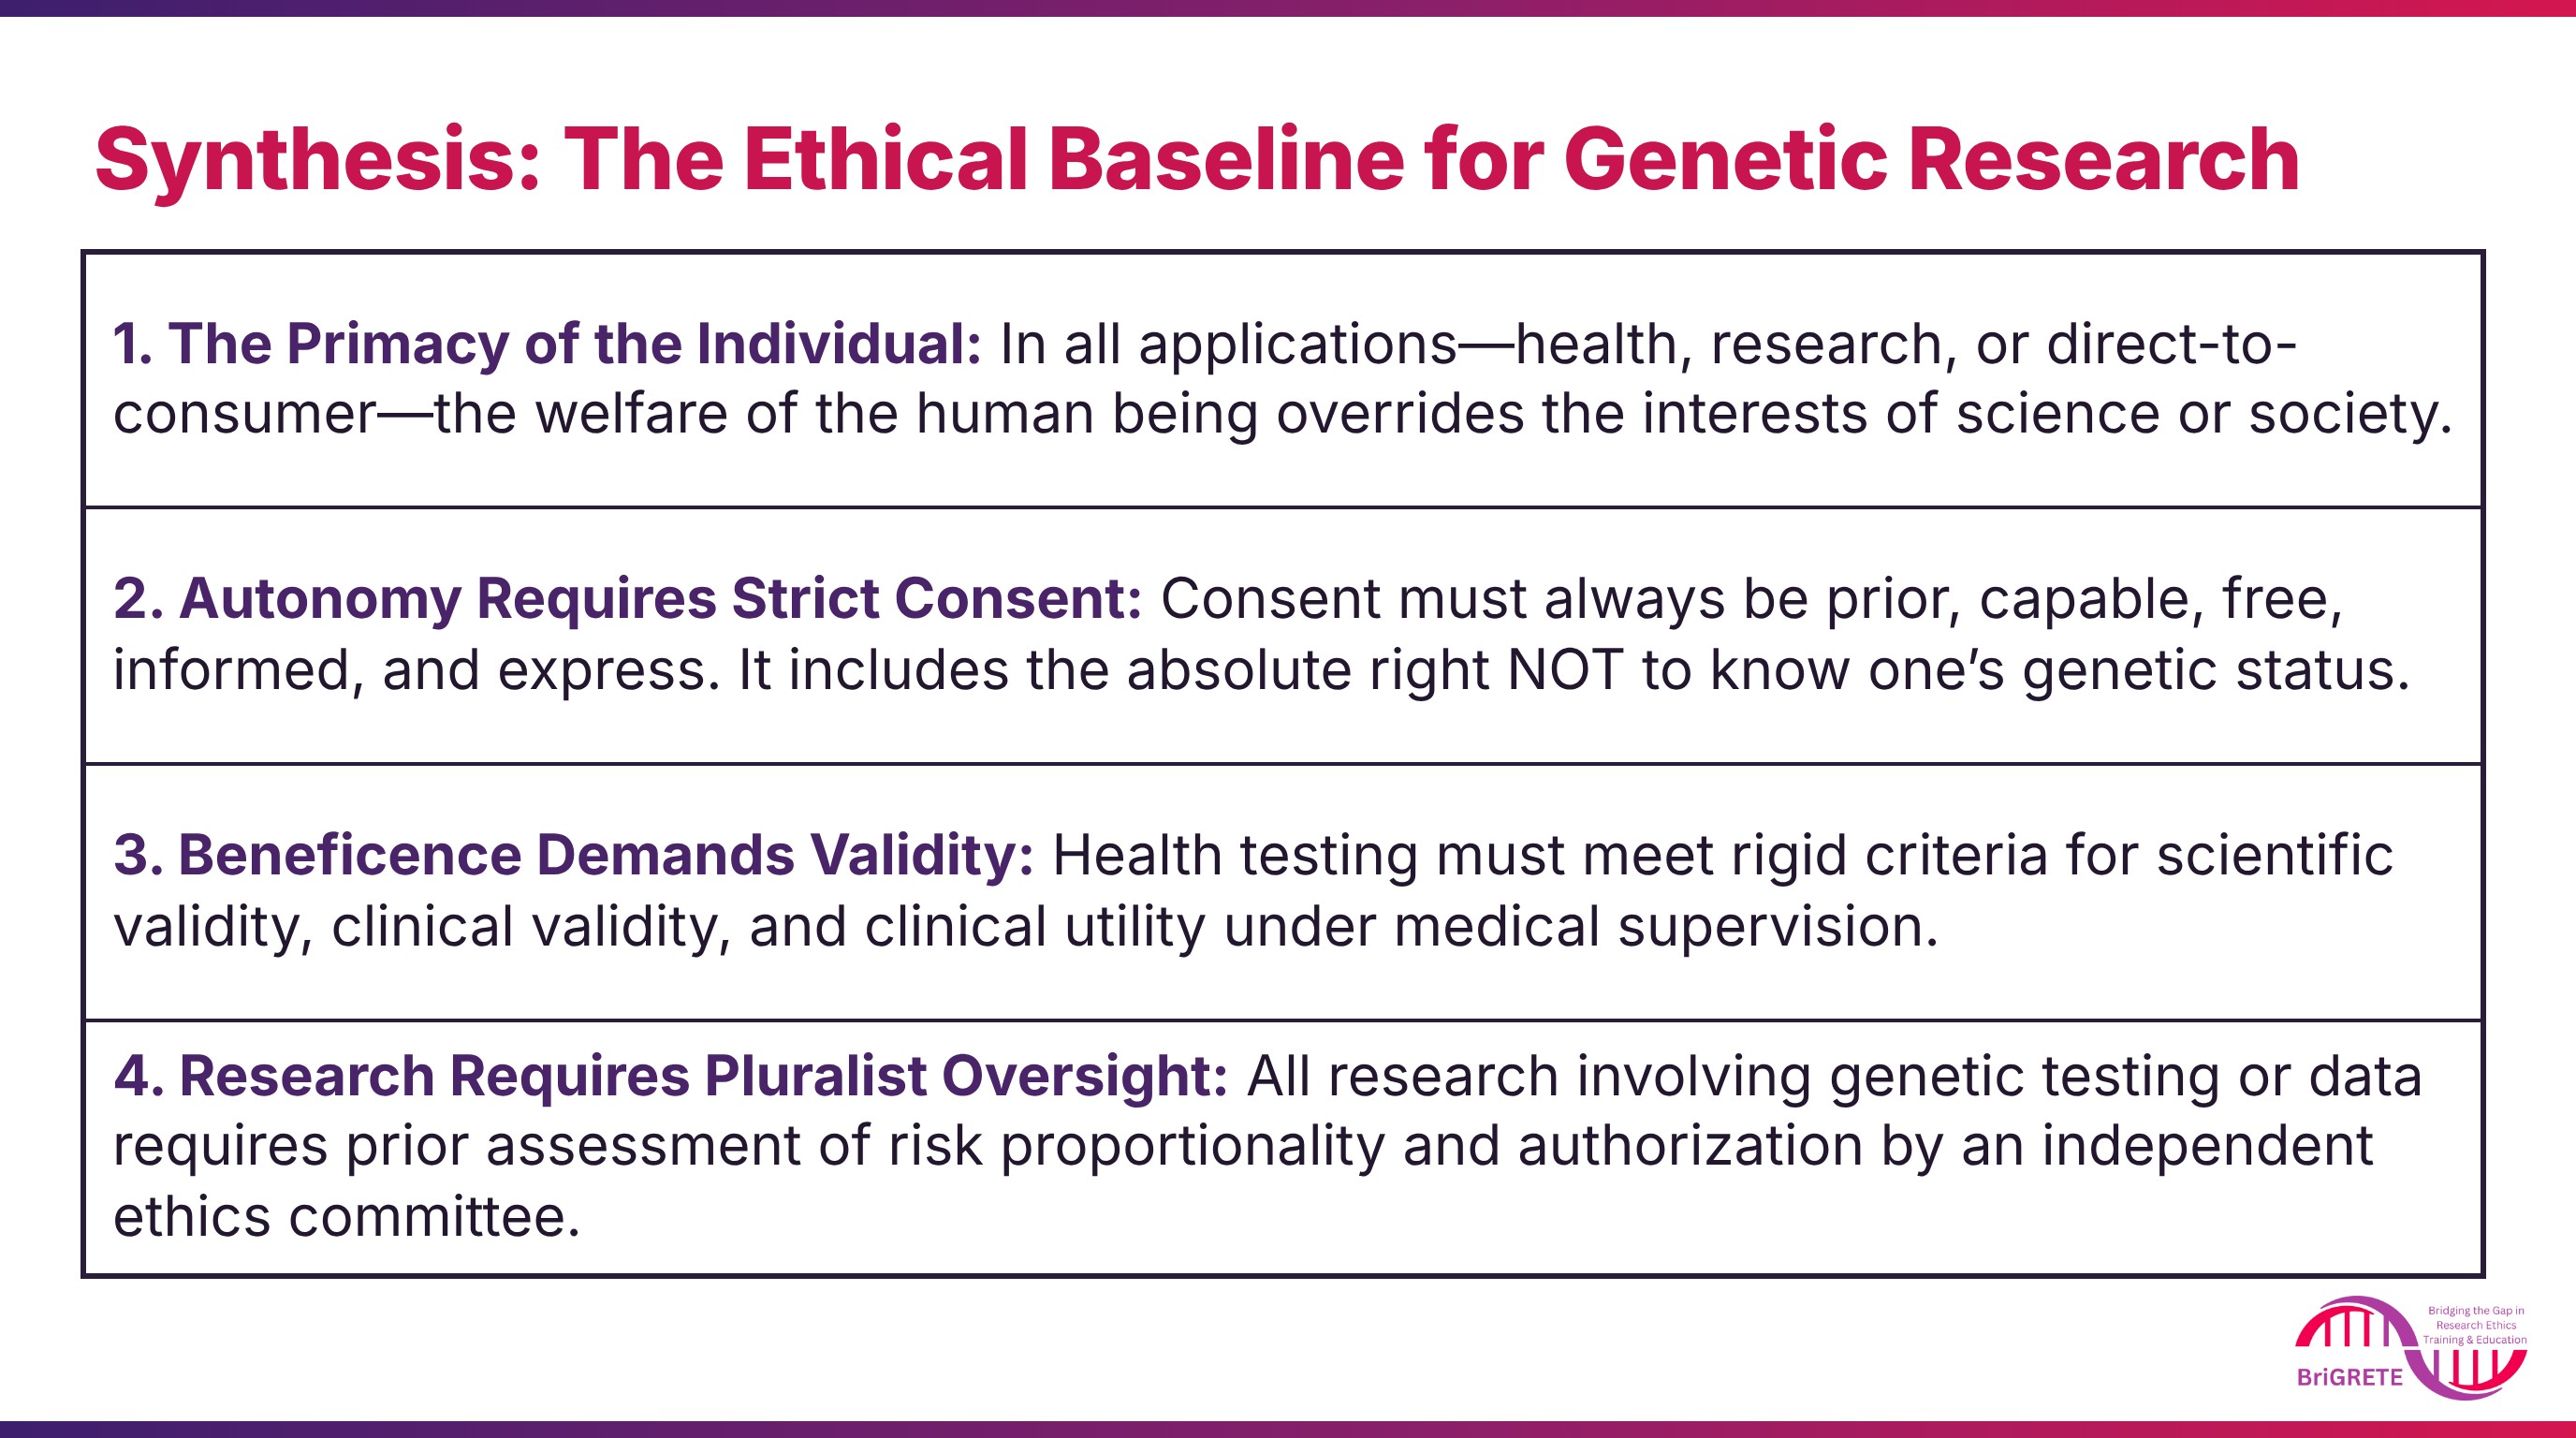 Synthesis: The Ethical Baseline for Genetic Research
1. The Primacy of the Individual: In all applications—health, research, or direct-to-
consumer—the welfare of the human being overrides the interests of science or society.
2. Autonomy Requires Strict Consent: Consent must always be prior, capable, free,
informed, and express. It includes the absolute right NOT to know one’s genetic status.
3. Beneficence Demands Validity: Health testing must meet rigid criteria for scientific
validity, clinical validity, and clinical utility under medical supervision.
4. Research Requires Pluralist Oversight: All research involving genetic testing or data
requires prior assessment of risk proportionality and authorization by an independent
ethics committee.
Bridging the Gap in
Research Ethics
Training & Education
BriGRETE